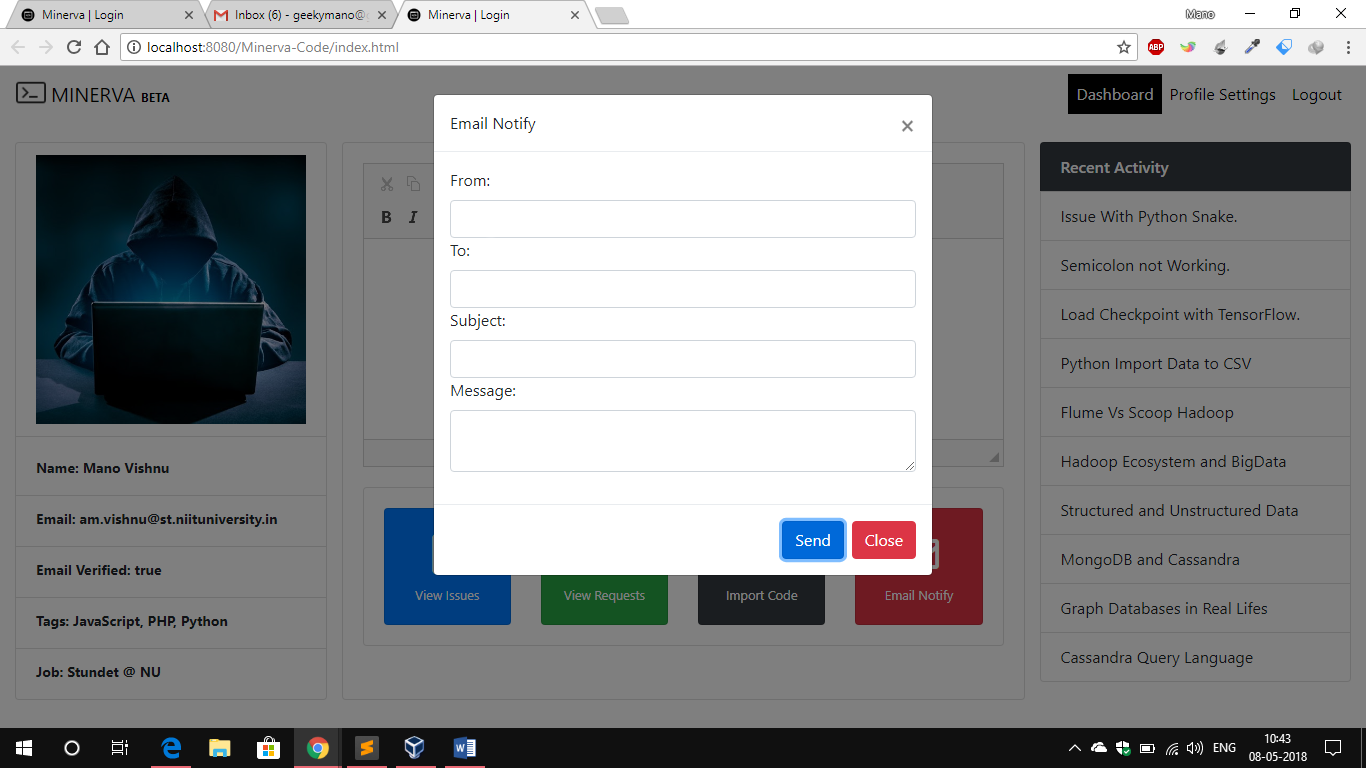 Minerva | Login
Inbox (6) - geekymano@g
Minerva | Login
Mano
localhost:8080/Minerva-Code/index.html
ABP
MINERVA BETA
Dashboard
Profile Settings
Logout
Email Notify
×
From:
To:
Subject:
Message:
Send
Close
B I
Name: Mano Vishnu
Email: am.vishnu@st.niituniversity.in
Email Verified: true
Tags: JavaScript, PHP, Python
Job: Stundet @ NU
View Issues
View Requests
Import Code
Email Notify
Recent Activity
Issue With Python Snake.
Semicolon not Working.
Load Checkpoint with TensorFlow.
Python Import Data to CSV
Flume Vs Scoop Hadoop
Hadoop Ecosystem and BigData
Structured and Unstructured Data
MongoDB and Cassandra
Graph Databases in Real Lifes
Cassandra Query Language
ENG
10:43
08-05-2018